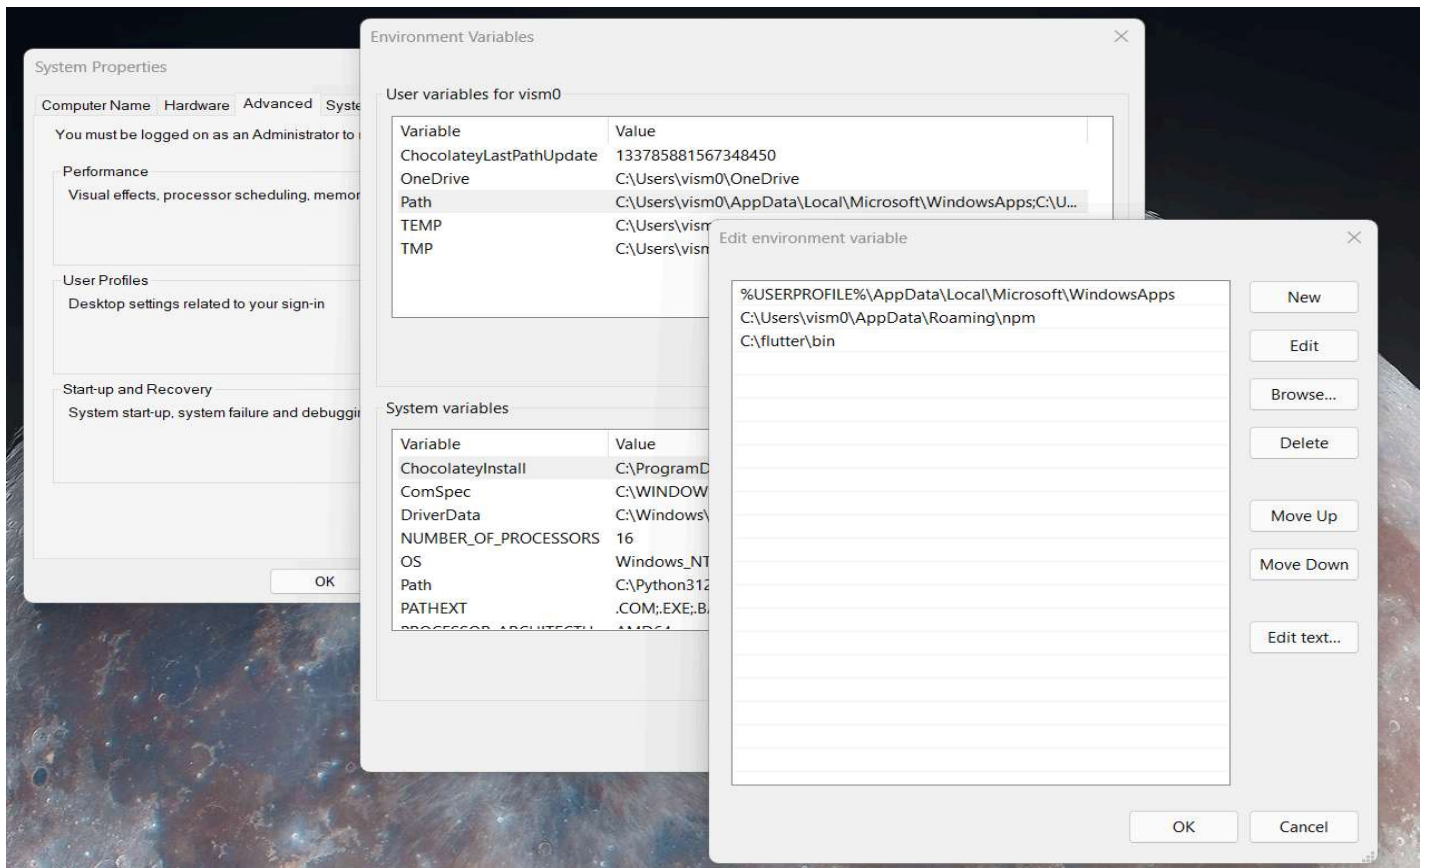 System Properties
Computer Name Hardware Advanced Syste
You must be logged on as an Administrator to
Performance
Visual effects, processor scheduling, memor
User Profiles
Desktop settings related to your sign-in
Start-up and Recovery
System start-up, system failure and debuggi
OK
Environment Variables
User variables for vism0
Variable Value
ChocolateyLastPathUpdate 133785881567348450
OneDrive C:\Users\vism0\OneDrive
Path C:\Users\vism0\AppData\Local\Microsoft\WindowsApps;C:\U...
TEMP C:\Users\vism
TMP C:\Users\vism
System variables
Variable Value
ChocolateyInstall C:\ProgramD
ComSpec C:\WINDOW
DriverData C:\Windows\
NUMBER_OF_PROCESSORS 16
OS Windows_NT
Path C:\Python312
PATHEXT .COM;.EXE;.BA
PROCESSOR_ARCHITECTU... AMD64
Edit environment variable
%USERPROFILE%\AppData\Local\Microsoft\WindowsApps
C:\Users\vism0\AppData\Roaming\npm
C:\flutter\bin
New
Edit
Browse...
Delete
Move Up
Move Down
Edit text...
OK
Cancel